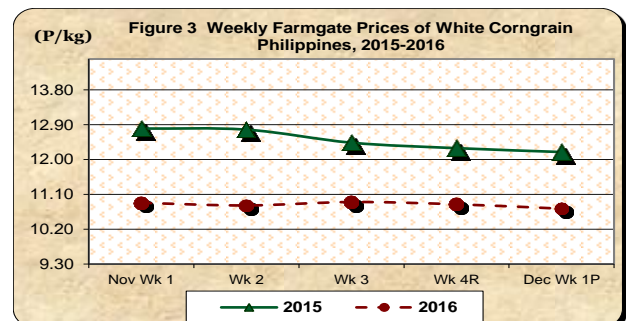 (P/kg)
Figure 3 Weekly Farmgate Prices of White Corngrain
Philippines, 2015-2016
13.80
12.90
12.00
11.10
10.20
9.30
Nov Wk 1 Wk 2 Wk 3 Wk 4R Dec Wk 1P
2015 2016